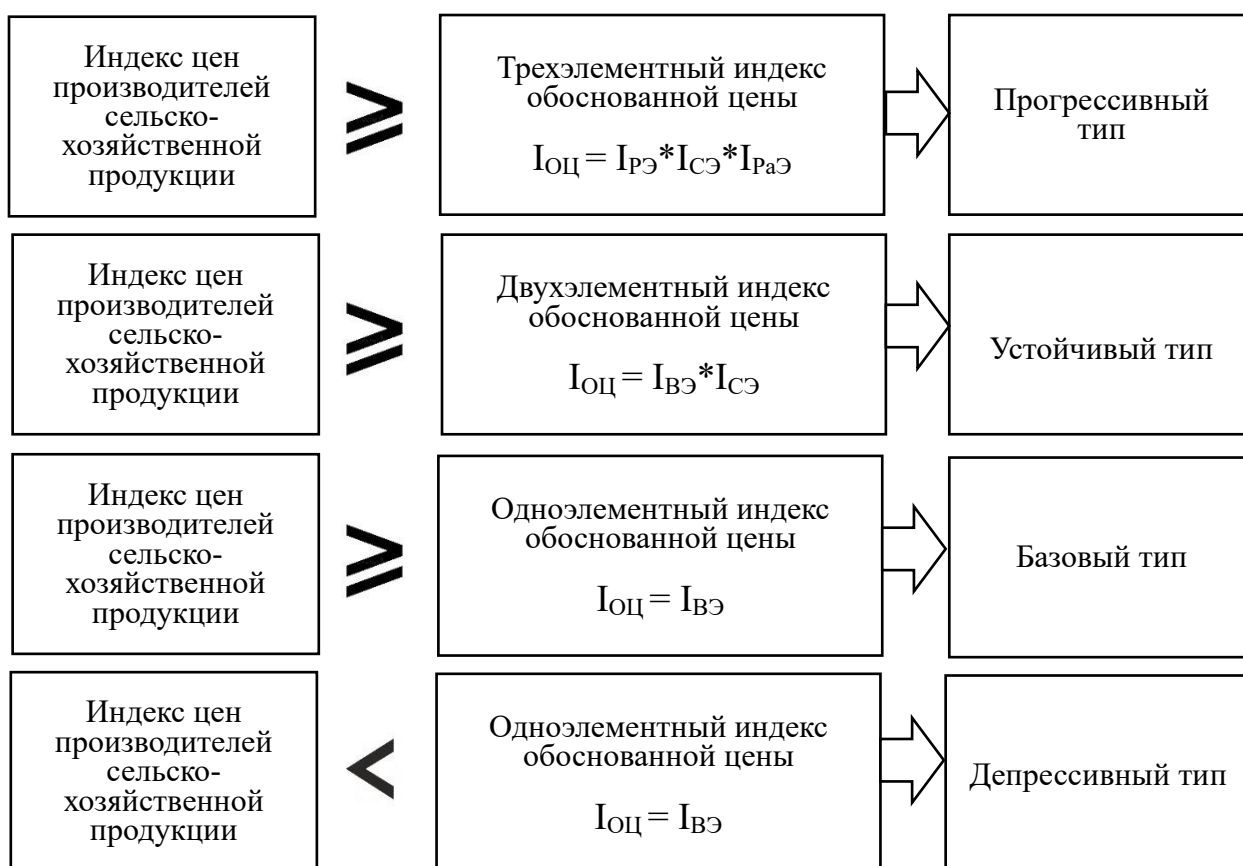 Индекс цен
производителей
сельско-
хозяйственной
продукции
⩾
Трехэлементный индекс
обоснованной цены
IОЦ = IРЭ*IСЭ*IРаЭ
Прогрессивный
тип
Индекс цен
производителей
сельско-
хозяйственной
продукции
⩾
Двухэлементный индекс
обоснованной цены
IОЦ = IВЭ*IСЭ
Устойчивый тип
Индекс цен
производителей
сельско-
хозяйственной
продукции
⩾
Одноэлементный индекс
обоснованной цены
IОЦ = IВЭ
Базовый тип
Индекс цен
производителей
сельско-
хозяйственной
продукции
<
Одноэлементный индекс
обоснованной цены
IОЦ = IВЭ
Депрессивный тип